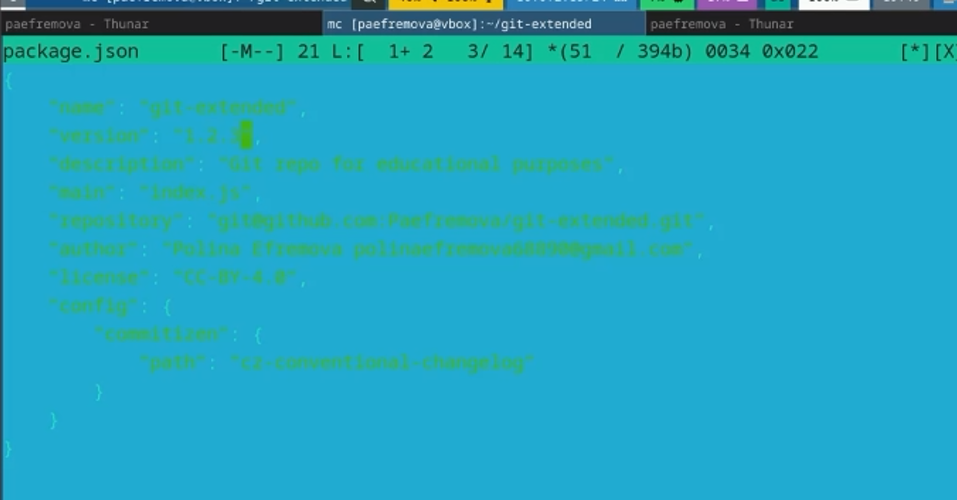 paefremova - Thunar
mc [paefremova@vbox]:~/git-extended
paefremova - Thunar
package.json [-M--] 21 L:[ 1+ 2 3/ 14] *(51 / 394b) 0034 0x022 [*][X
{
"name": "git-extended",
"version": "1.2.3",
"description": "Git repo for educational purposes",
"main": "index.js",
"repository": "git@github.com:Paefremova/git-extended.git",
"author": "Polina Efremova
"license": "CC-BY-4.0",
"config": {
"commitizen": {
"path": "cz-conventional-changelog"
}
}
}